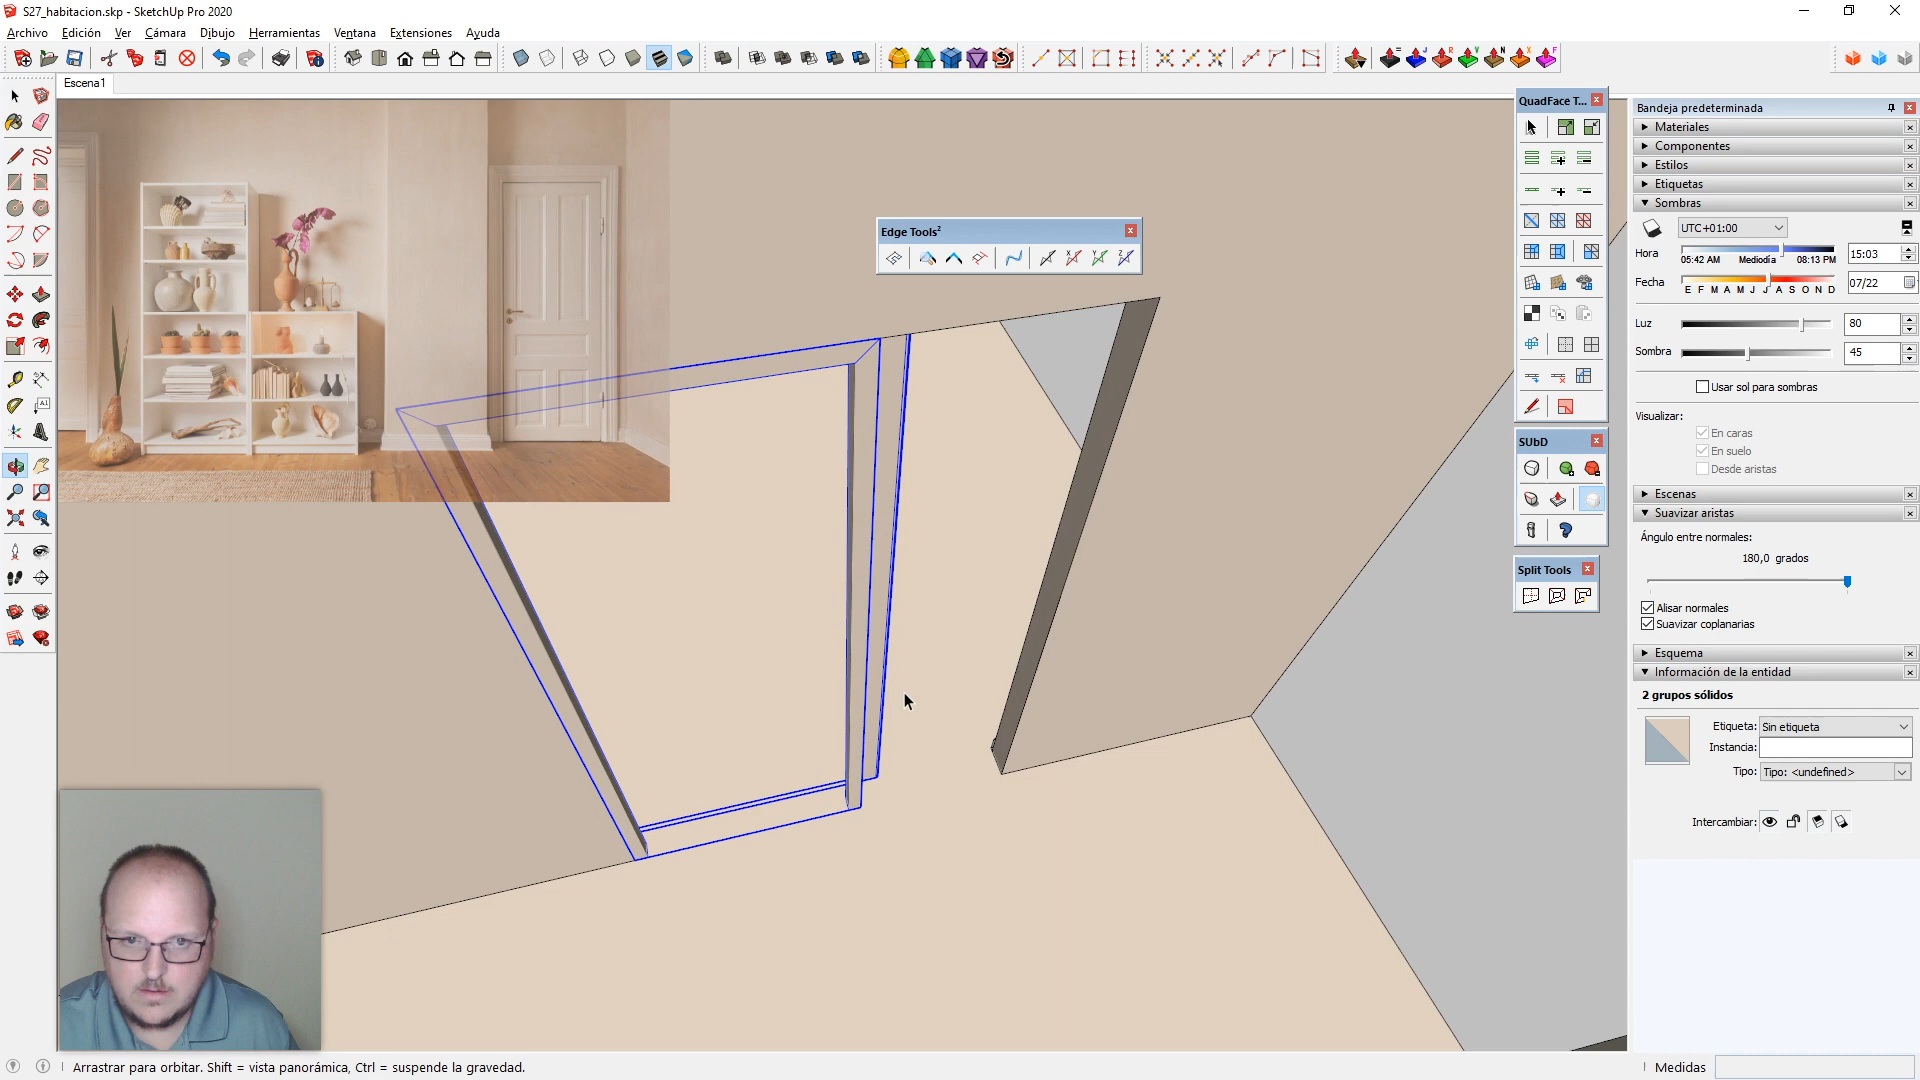 S27_habitacion.skp - SketchUp Pro 2020
Archivo Edición Ver Cámara Dibujo Herramientas Ventana Extensiones Ayuda
Escena1
QuadFace T...
Bandeja predeterminada
Materiales
Componentes
Estilos
Etiquetas
Sombras
UTC+01:00
Hora
05:42 AM Mediodía 08:13 PM
15:03
Fecha
E F M A M J J A S O N D
07/22
Luz
80
Sombra
45
Usar sol para sombras
Visualizar:
En caras
En suelo
Desde aristas
Escenas
Suavizar aristas
Ángulo entre normales:
180,0 grados
Alisar normales
Suavizar coplanarias
Esquema
Información de la entidad
2 grupos sólidos
Etiqueta: Sin etiqueta
Instancia:
Tipo: Tipo: <undefined>
Intercambiar:
Edge Tools²
SUbD
Split Tools
Arrastrar para orbitar. Shift = vista panorámica, Ctrl = suspende la gravedad.
Medidas